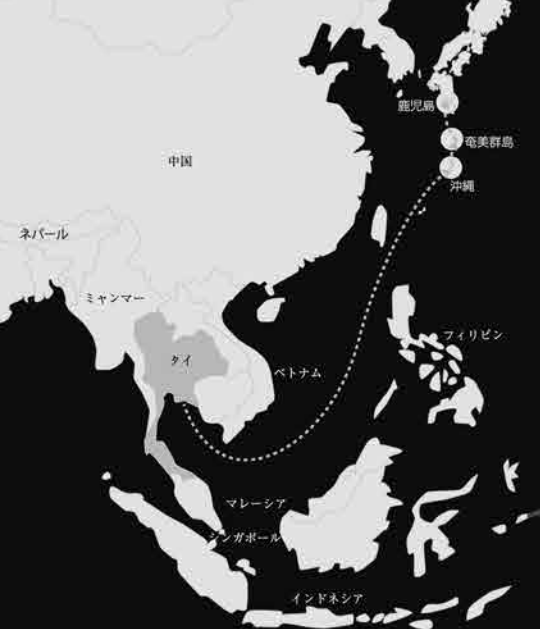 鹿児島
奄美群島
中国
沖縄
ネパール
ミャンマー
フィリピン
タイ
ベトナム
マレーシア
シンガポール
インドネシア